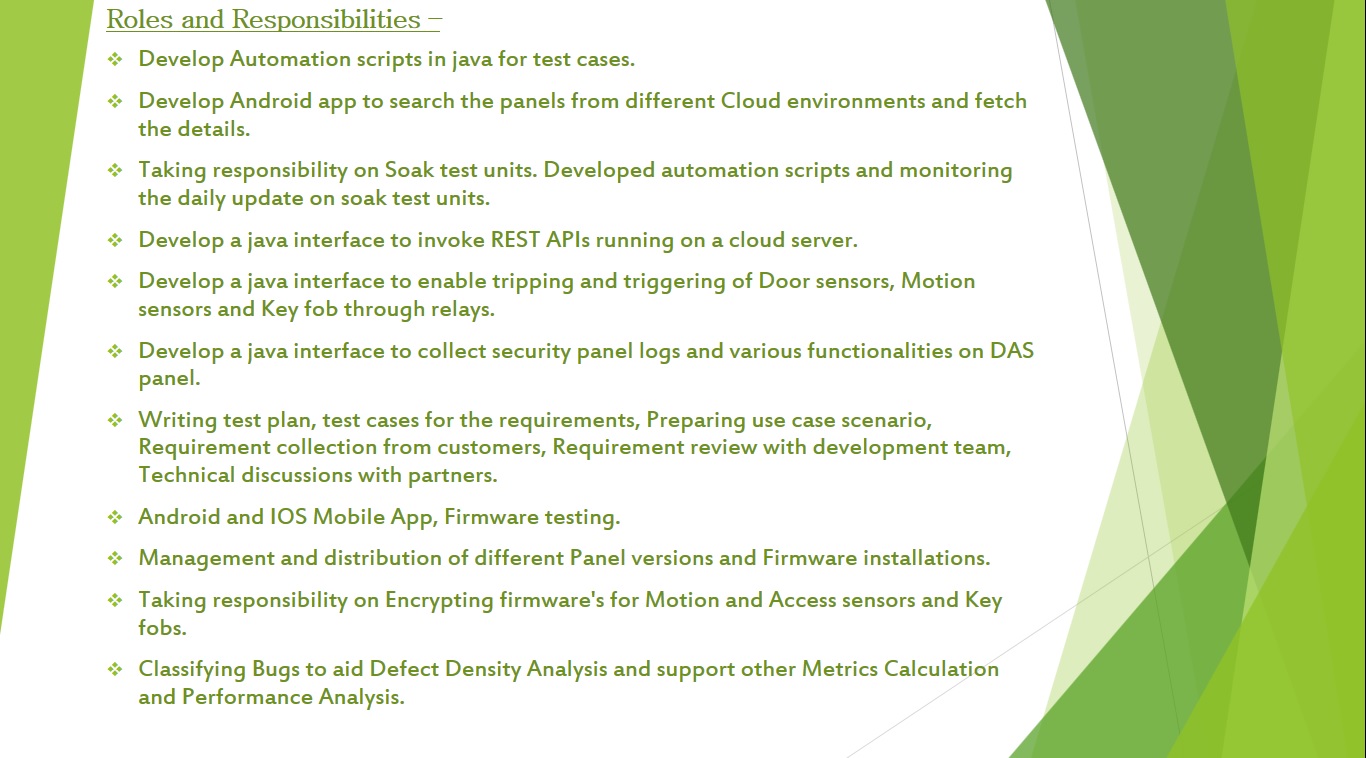 Roles and Responsibilities –
❖ Develop Automation scripts in java for test cases.
❖ Develop Android app to search the panels from different Cloud environments and fetch
the details.
❖ Taking responsibility on Soak test units. Developed automation scripts and monitoring
the daily update on soak test units.
❖ Develop a java interface to invoke REST APIs running on a cloud server.
❖ Develop a java interface to enable tripping and triggering of Door sensors, Motion
sensors and Key fob through relays.
❖ Develop a java interface to collect security panel logs and various functionalities on DAS
panel.
❖ Writing test plan, test cases for the requirements, Preparing use case scenario,
Requirement collection from customers, Requirement review with development team,
Technical discussions with partners.
❖ Android and IOS Mobile App, Firmware testing.
❖ Management and distribution of different Panel versions and Firmware installations.
❖ Taking responsibility on Encrypting firmware's for Motion and Access sensors and Key
fobs.
❖ Classifying Bugs to aid Defect Density Analysis and support other Metrics Calculation
and Performance Analysis.